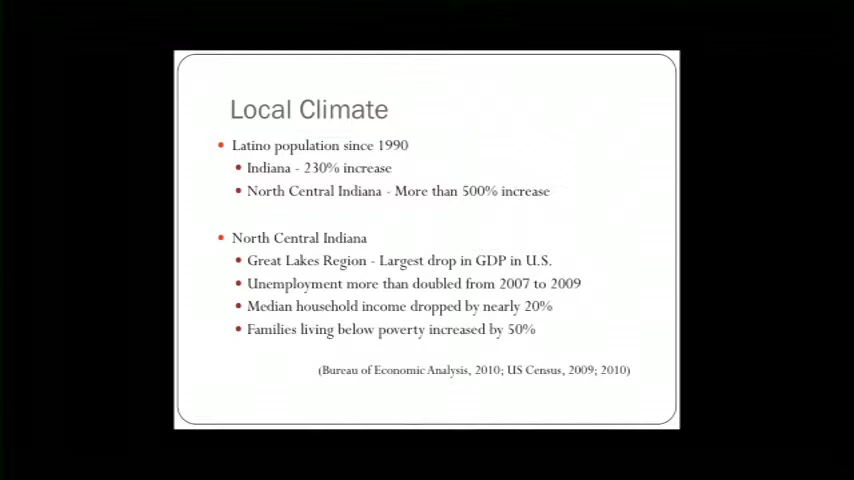 Local Climate
• Latino population since 1990
• Indiana - 230% increase
• North Central Indiana - More than 500% increase
• North Central Indiana
• Great Lakes Region - Largest drop in GDP in U.S.
• Unemployment more than doubled from 2007 to 2009
• Median household income dropped by nearly 20%
• Families living below poverty increased by 50%
(Bureau of Economic Analysis, 2010; US Census, 2009; 2010)